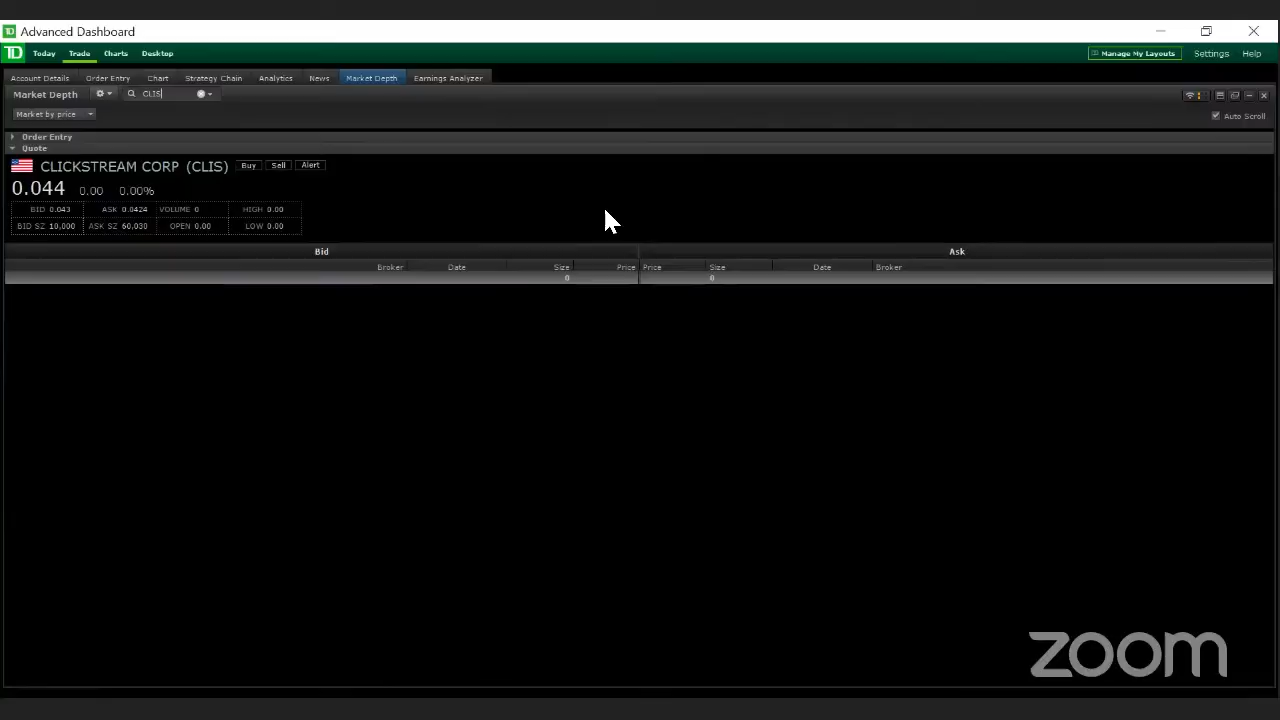 TD Advanced Dashboard
TD Today Trade Charts Desktop Manage My Layouts Settings Help
Account Details Order Entry Chart Strategy Chain Analytics News Market Depth Earnings Analyzer
Market Depth CLIS
Market by price Auto Scroll
Order Entry
Quote
CLICKSTREAM CORP (CLIS) Buy Sell Alert
0.044 0.00 0.00%
BID 0.043 ASK 0.0424 VOLUME 0 HIGH 0.00
BID SZ 10,000 ASK SZ 60,030 OPEN 0.00 LOW 0.00
Bid Ask
Broker Date Size Price Price Size Date Broker
0 0
zoom